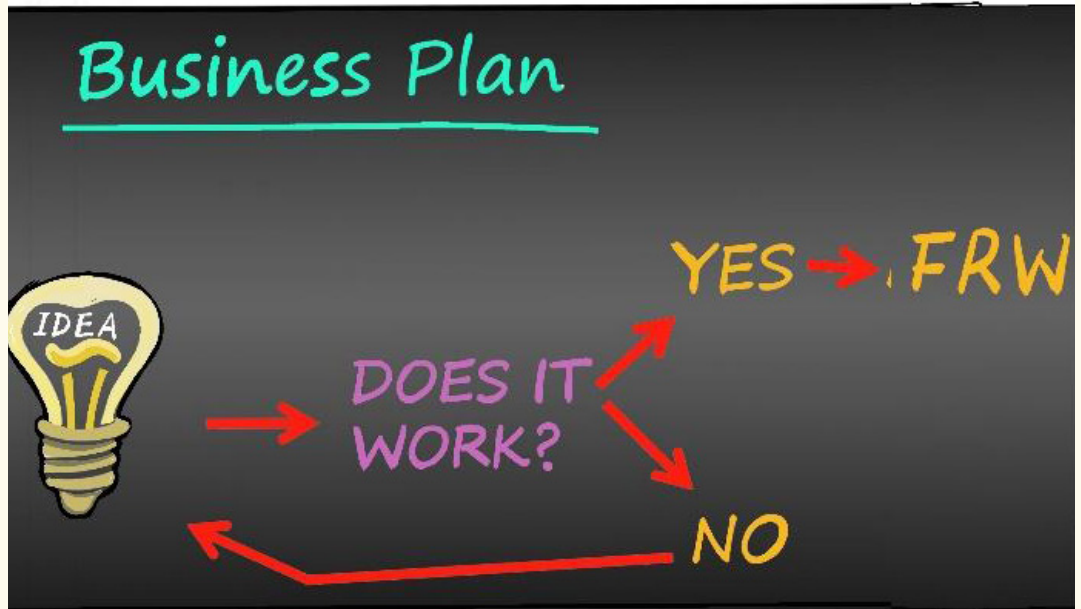 Business Plan
IDEA
DOES IT
WORK?
YES
FRW
NO